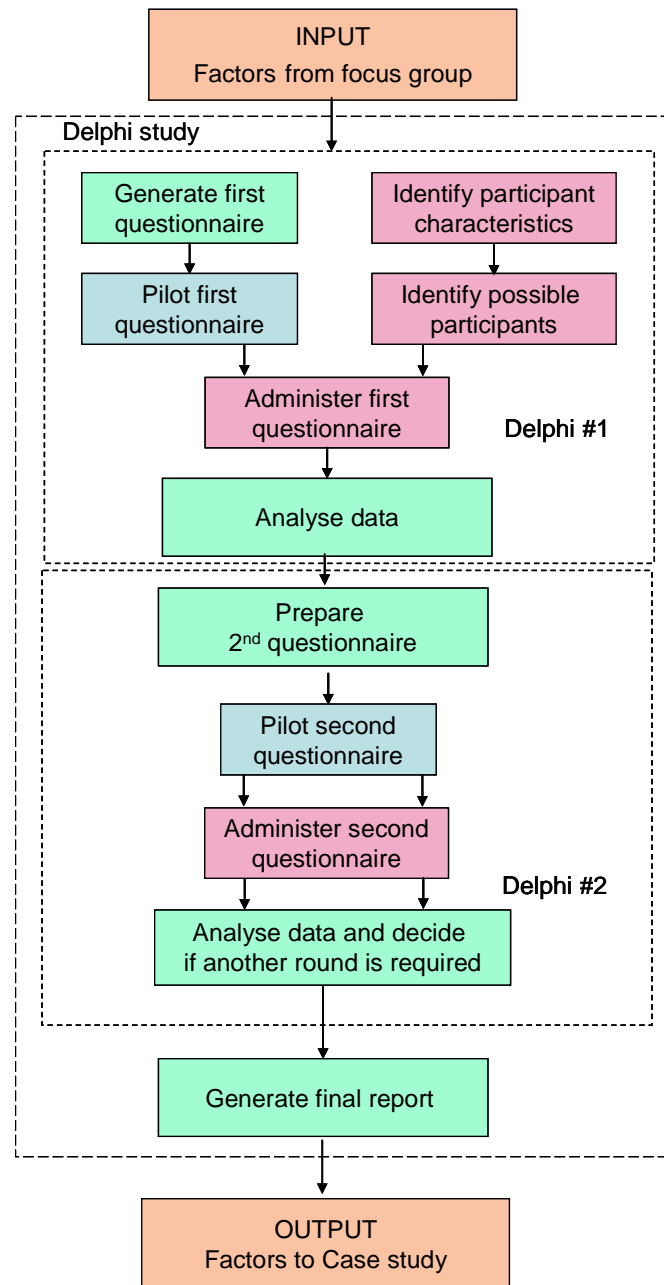 INPUT
Factors from focus group
Delphi study
Generate first
questionnaire
Identify participant
characteristics
Pilot first
questionnaire
Identify possible
participants
Administer first
questionnaire
Delphi #1
Analyse data
Prepare
2nd questionnaire
Pilot second
questionnaire
Administer second
questionnaire
Delphi #2
Analyse data and decide
if another round is required
Generate final report
OUTPUT
Factors to Case study